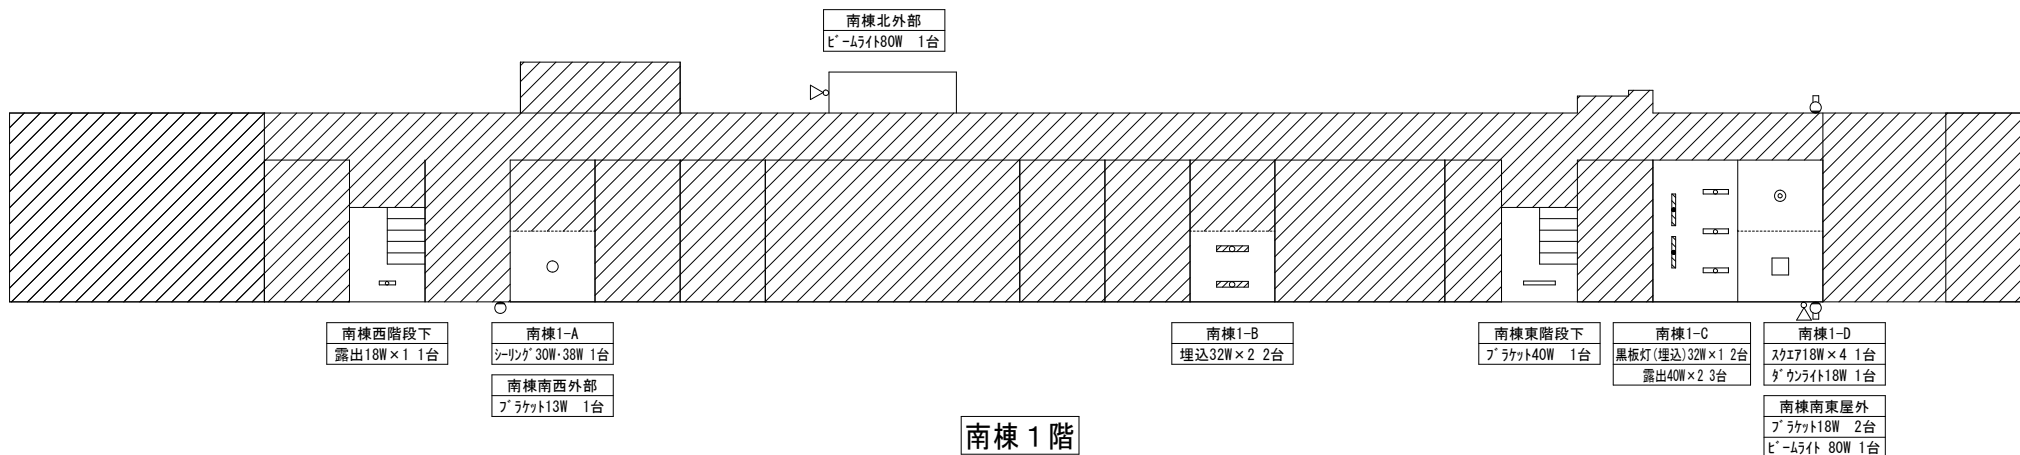 南棟北外部
ビームライト80W 1台
南棟西階段下
露出18W×1 1台
南棟1-A
シーリング30W・38W 1台
南棟南西外部
ブラケット13W 1台
南棟1-B
埋込32W×2 2台
南棟東階段下
ブラケット40W 1台
南棟1-C
黒板灯(埋込)32W×1 2台
露出40W×2 3台
南棟1-D
スクエア18W×4 1台
ダウンライト18W 1台
南棟南東屋外
ブラケット18W 2台
ビームライト 80W 1台
南棟１階